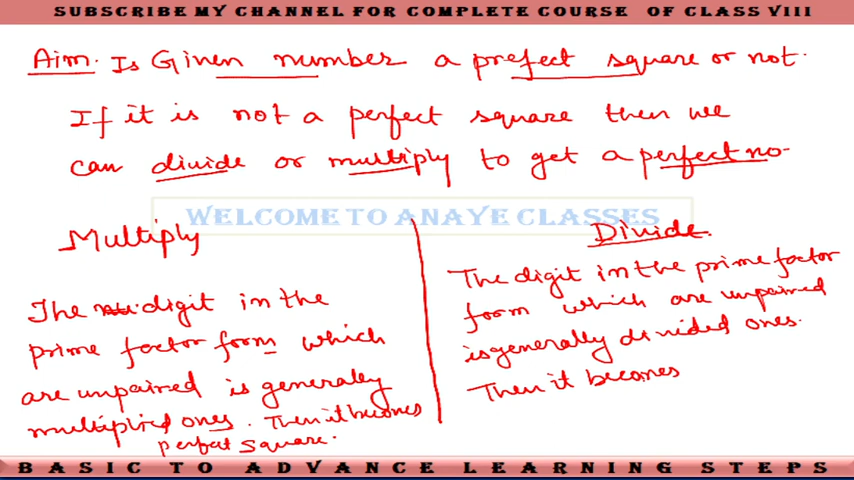 SUBSCRIBE MY CHANNEL FOR COMPLETE COURSE OF CLASS VIII
Aim. Is Given number a prefect square or not.
If it is not a perfect square then we
can divide or multiply to get a perfect no.
WELCOME TO ANAYE CLASSES
Multiply
The digit in the
prime factor form which
are unpaired is generally
multiplied ones. Then it becomes
perfect square.
Divide.
The digit in the prime factor
form which are unpaired
is generally divided ones.
Then it becomes
BASIC TO ADVANCE LEARNING STEPS